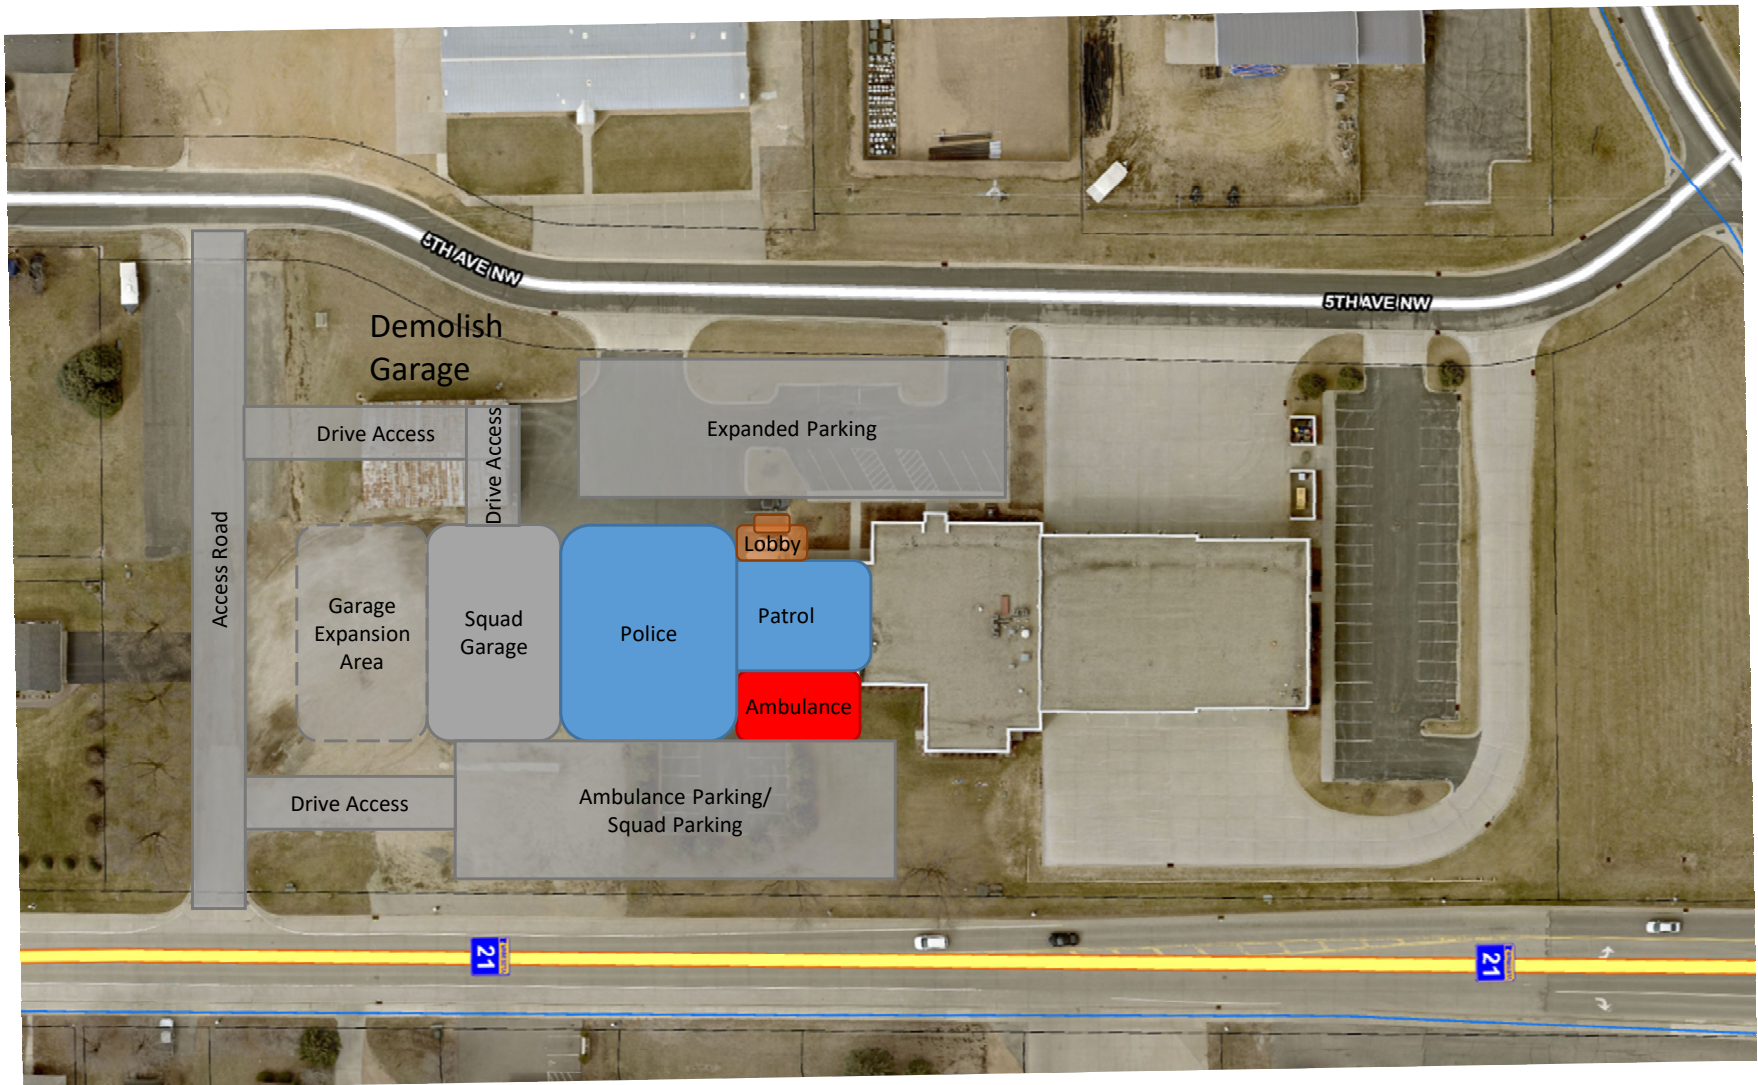 5TH AVE NW
5TH AVE NW
Demolish
Garage
Drive Access
Drive Access
Expanded Parking
Access Road
Lobby
Garage
Expansion
Area
Squad
Garage
Police
Patrol
Ambulance
Drive Access
Ambulance Parking/
Squad Parking
21
21